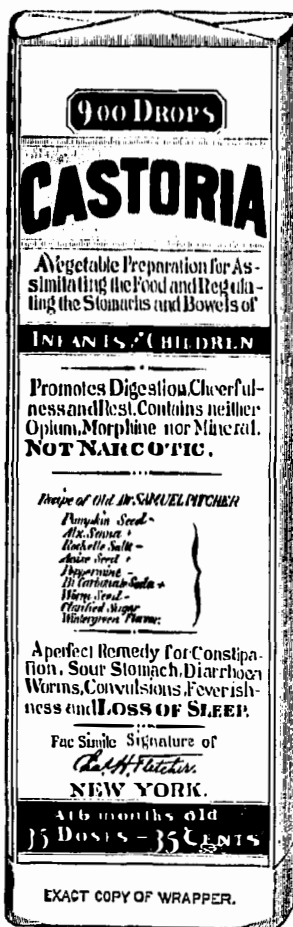 900 DROPS
CASTORIA
A Vegetable Preparation for As-
similating the Food and Regula-
ting the Stomachs and Bowels of
INFANTS CHILDREN
Promotes Digestion, Cheerful-
ness and Rest. Contains neither
Opium, Morphine nor Mineral.
NOT NARCOTIC.
Recipe of Old Dr. SAMUEL PITCHER
Pumpkin Seed -
Alx. Senna +
Rochelle Salts -
Anise Seed +
Peppermint -
Bi Carbonate Soda +
Worm Seed -
Clarified Sugar
Wintergreen Flavor.
A perfect Remedy for Constipa-
tion, Sour Stomach, Diarrhoea
Worms, Convulsions, Feverish-
ness and LOSS OF SLEEP.
Fac Simile Signature of
Chas. H. Fletcher.
NEW YORK.
At 6 months old
35 DOSES - 35 CENTS
EXACT COPY OF WRAPPER.